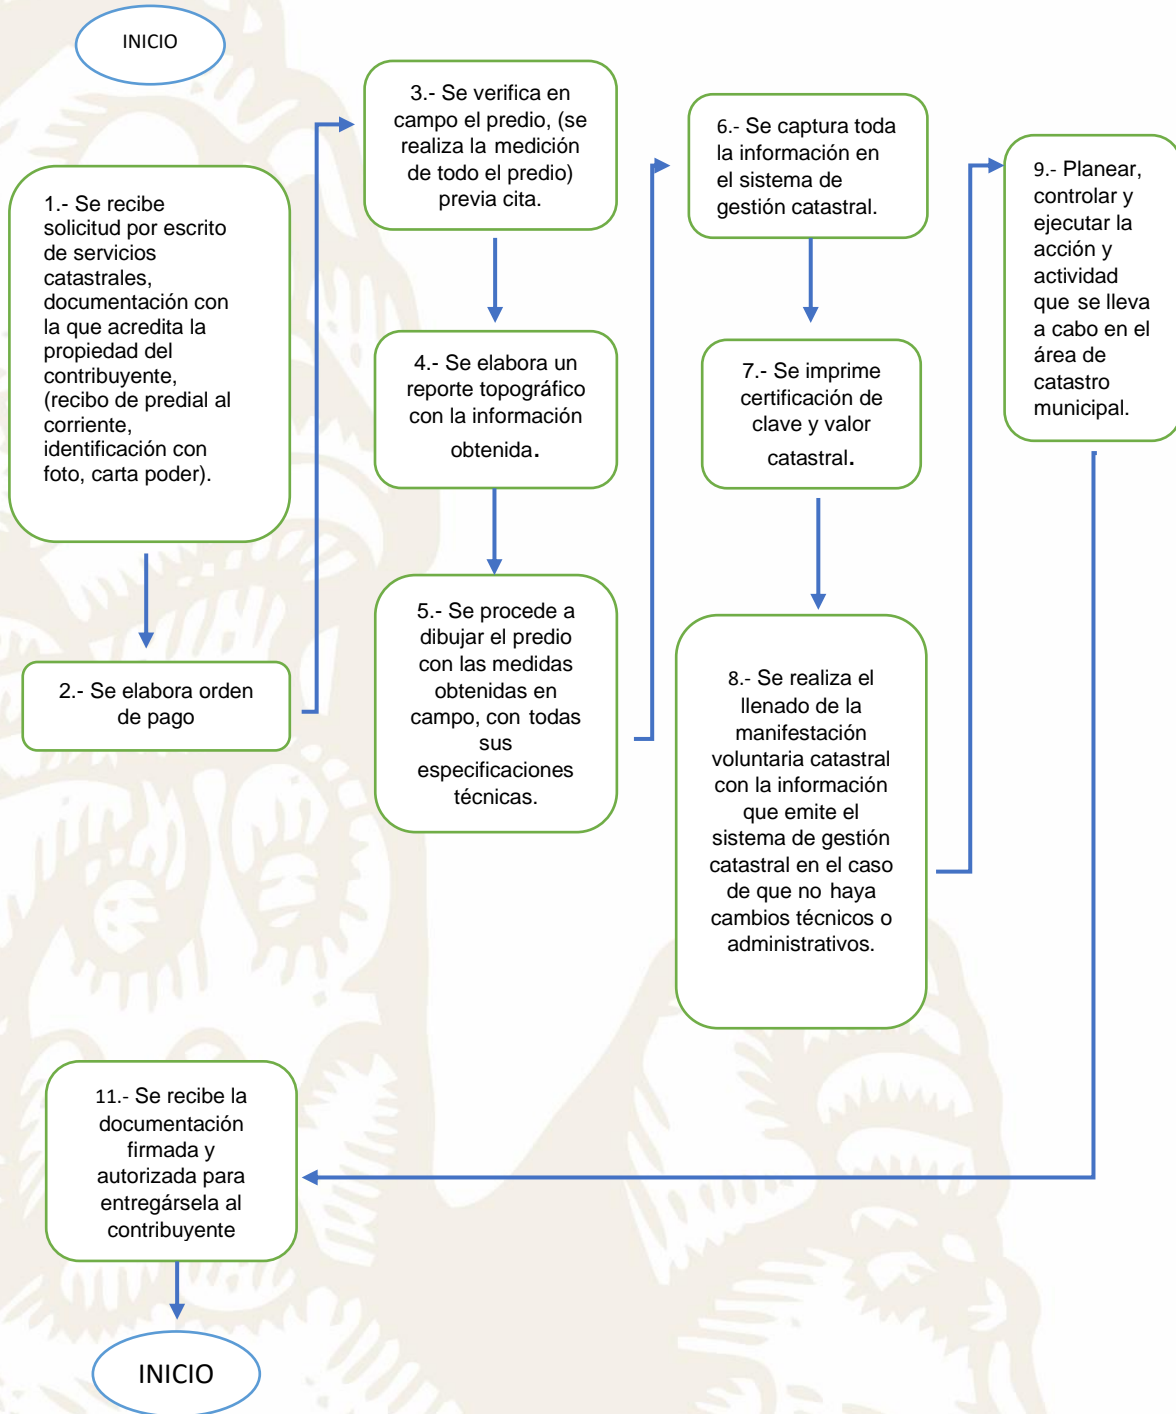 INICIO
1.- Se recibe
solicitud por escrito
de servicios
catastrales,
documentación con
la que acredita la
propiedad del
contribuyente,
(recibo de predial al
corriente,
identificación con
foto, carta poder).
2.- Se elabora orden
de pago
3.- Se verifica en
campo el predio, (se
realiza la medición
de todo el predio)
previa cita.
4.- Se elabora un
reporte topográfico
con la información
obtenida.
5.- Se procede a
dibujar el predio
con las medidas
obtenidas en
campo, con todas
sus
especificaciones
técnicas.
6.- Se captura toda
la información en
el sistema de
gestión catastral.
7.- Se imprime
certificación de
clave y valor
catastral.
8.- Se realiza el
llenado de la
manifestación
voluntaria catastral
con la información
que emite el
sistema de gestión
catastral en el caso
de que no haya
cambios técnicos o
administrativos.
9.- Planear,
controlar y
ejecutar la
acción y
actividad
que se lleva
a cabo en el
área de
catastro
municipal.
11.- Se recibe la
documentación
firmada y
autorizada para
entregársela al
contribuyente
INICIO